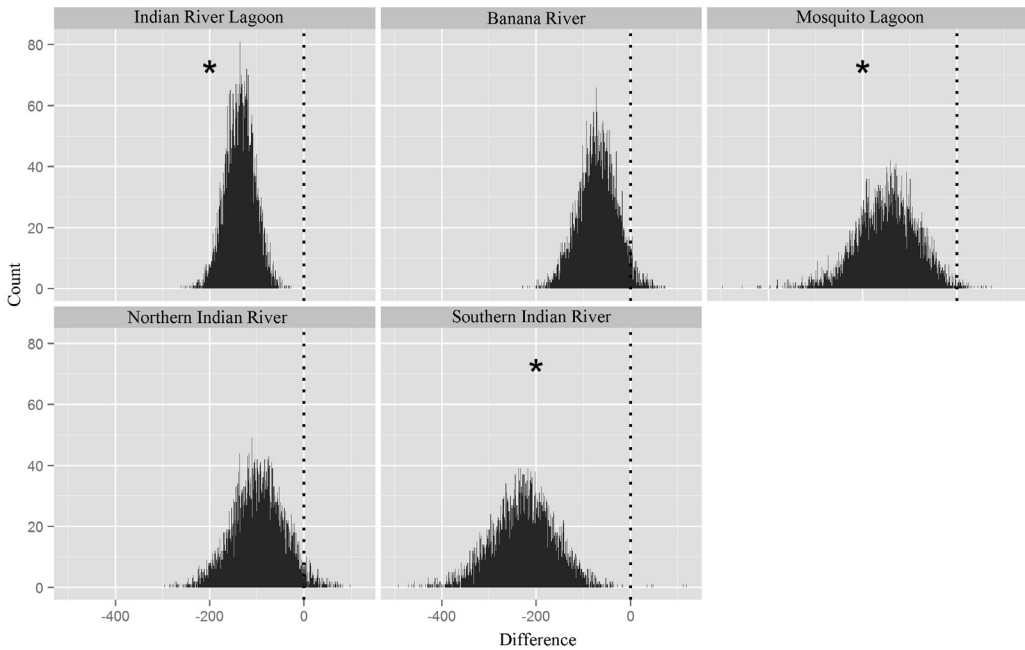 Indian River Lagoon Banana River Mosquito Lagoon
80
* *
60
40
20
0
Count
Northern Indian River Southern Indian River
80
*
60
40
20
0
-400 -200 0 -400 -200 0
Difference